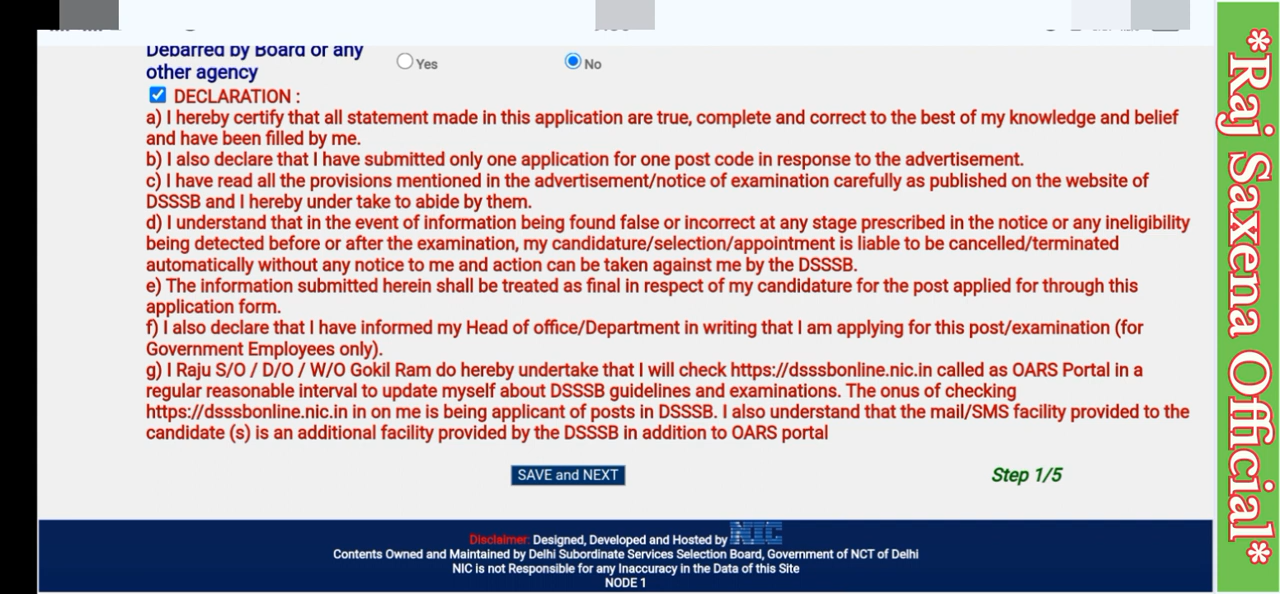 Debarred by Board or any
other agency
Yes
No
DECLARATION :
a) I hereby certify that all statement made in this application are true, complete and correct to the best of my knowledge and belief
and have been filled by me.
b) I also declare that I have submitted only one application for one post code in response to the advertisement.
c) I have read all the provisions mentioned in the advertisement/notice of examination carefully as published on the website of
DSSSB and I hereby under take to abide by them.
d) I understand that in the event of information being found false or incorrect at any stage prescribed in the notice or any ineligibility
being detected before or after the examination, my candidature/selection/appointment is liable to be cancelled/terminated
automatically without any notice to me and action can be taken against me by the DSSSB.
e) The information submitted herein shall be treated as final in respect of my candidature for the post applied for through this
application form.
f) I also declare that I have informed my Head of office/Department in writing that I am applying for this post/examination (for
Government Employees only).
g) I Raju S/O / D/O / W/O Gokil Ram do hereby undertake that I will check https://dsssbonline.nic.in called as OARS Portal in a
regular reasonable interval to update myself about DSSSB guidelines and examinations. The onus of checking
https://dsssbonline.nic.in in on me is being applicant of posts in DSSSB. I also understand that the mail/SMS facility provided to the
candidate (s) is an additional facility provided by the DSSSB in addition to OARS portal
SAVE and NEXT
Step 1/5
Disclaimer: Designed, Developed and Hosted by NIC
Contents Owned and Maintained by Delhi Subordinate Services Selection Board, Government of NCT of Delhi
NIC is not Responsible for any Inaccuracy in the Data of this Site
NODE 1
*Raj Saxena Official*